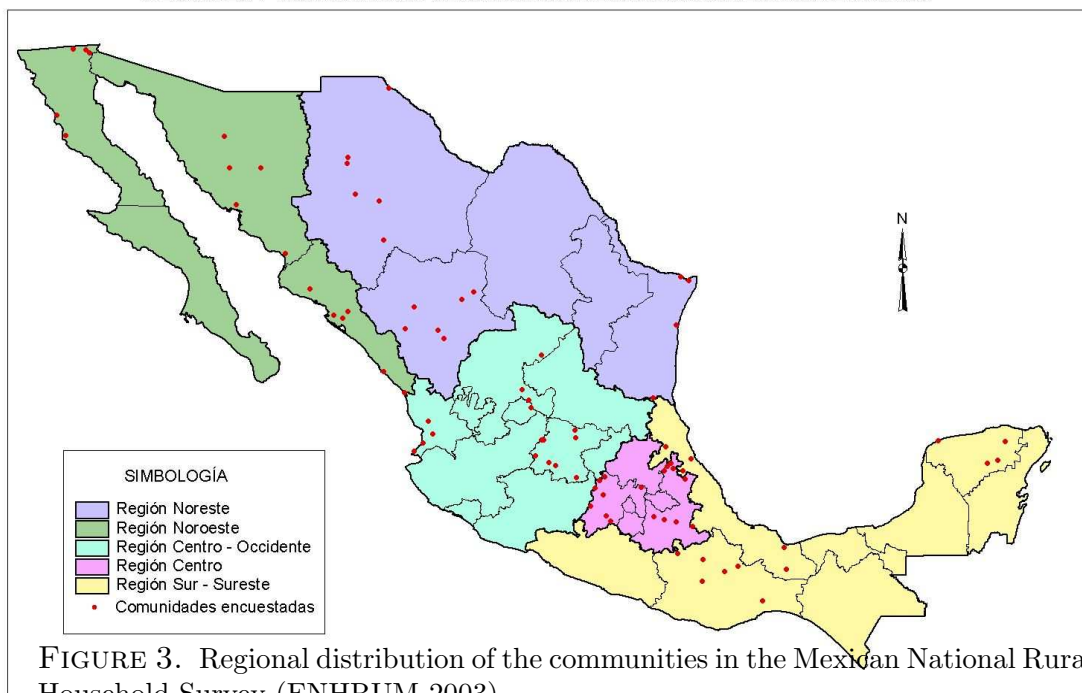 N
SIMBOLOGÍA
Región Noreste
Región Noroeste
Región Centro - Occidente
Región Centro
Región Sur - Sureste
Comunidades encuestadas
FIGURE 3. Regional distribution of the communities in the Mexican National Rura
Household Survey (ENHRUM 2003)